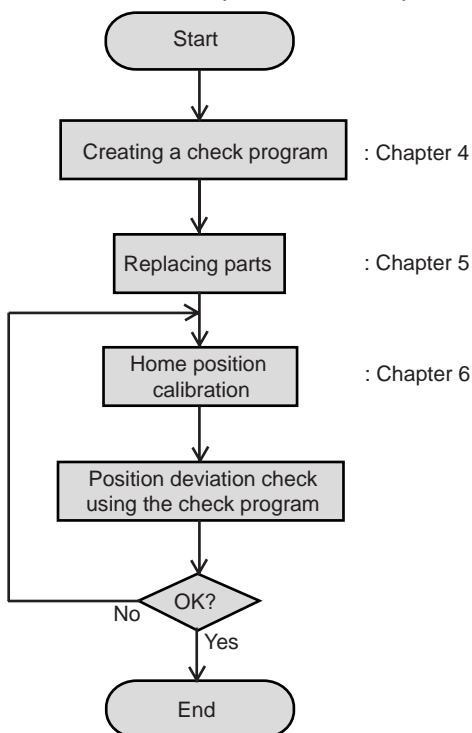 Start
Creating a check program : Chapter 4
Replacing parts : Chapter 5
Home position : Chapter 6
calibration
Position deviation check
using the check program
OK?
No
Yes
End